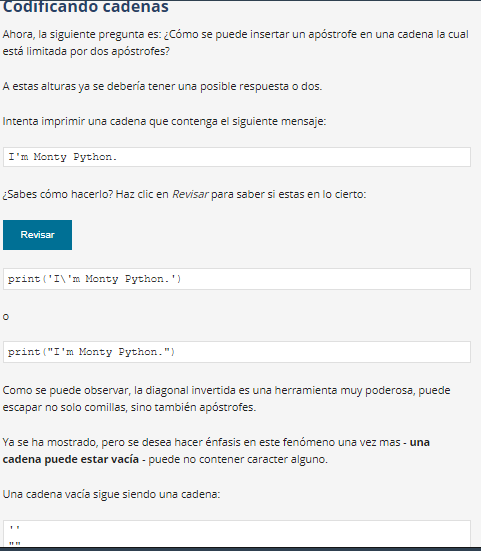 Codificando cadenas
Ahora, la siguiente pregunta es: ¿Cómo se puede insertar un apóstrofe en una cadena la cual
está limitada por dos apóstrofes?
A estas alturas ya se debería tener una posible respuesta o dos.
Intenta imprimir una cadena que contenga el siguiente mensaje:
I'm Monty Python.
¿Sabes cómo hacerlo? Haz clic en Revisar para saber si estas en lo cierto:
Revisar
print('I\'m Monty Python.')
o
print("I'm Monty Python.")
Como se puede observar, la diagonal invertida es una herramienta muy poderosa, puede
escapar no solo comillas, sino también apóstrofes.
Ya se ha mostrado, pero se desea hacer énfasis en este fenómeno una vez mas - una
cadena puede estar vacía - puede no contener caracter alguno.
Una cadena vacía sigue siendo una cadena:
''
""